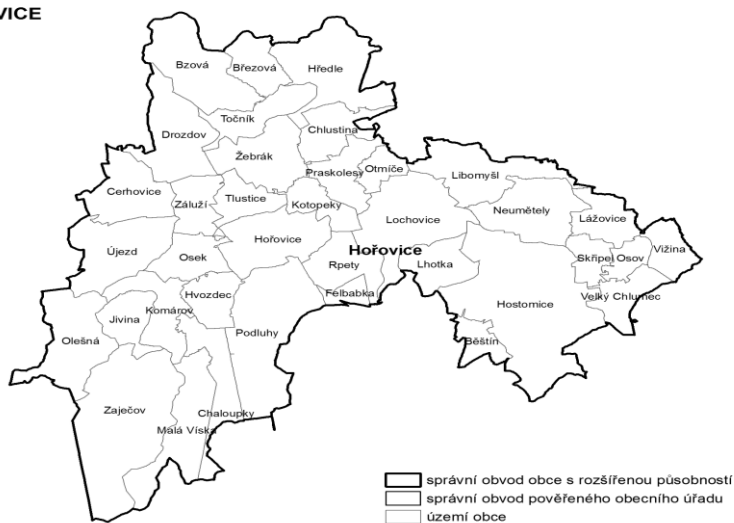 VICE
Bzová
Březová
Hředle
Točník
Drozdov
Chlustina
Žebrák
Praskolesy
Otmíče
Libomyšl
Cerhovice
Záluží
Tlustice
Kotopeky
Lochovice
Neumětely
Lážovice
Hořovice
Hořovice
Újezd
Osek
Rpety
Lhotka
Skřipel
Osov
Vižina
Felbabka
Hvozdec
Hostomice
Velký Chlumec
Komárov
Jivina
Olešná
Podluhy
Běštín
Zaječov
Chaloupky
Malá Víska
správní obvod obce s rozšířenou působností
správní obvod pověřeného obecního úřadu
území obce